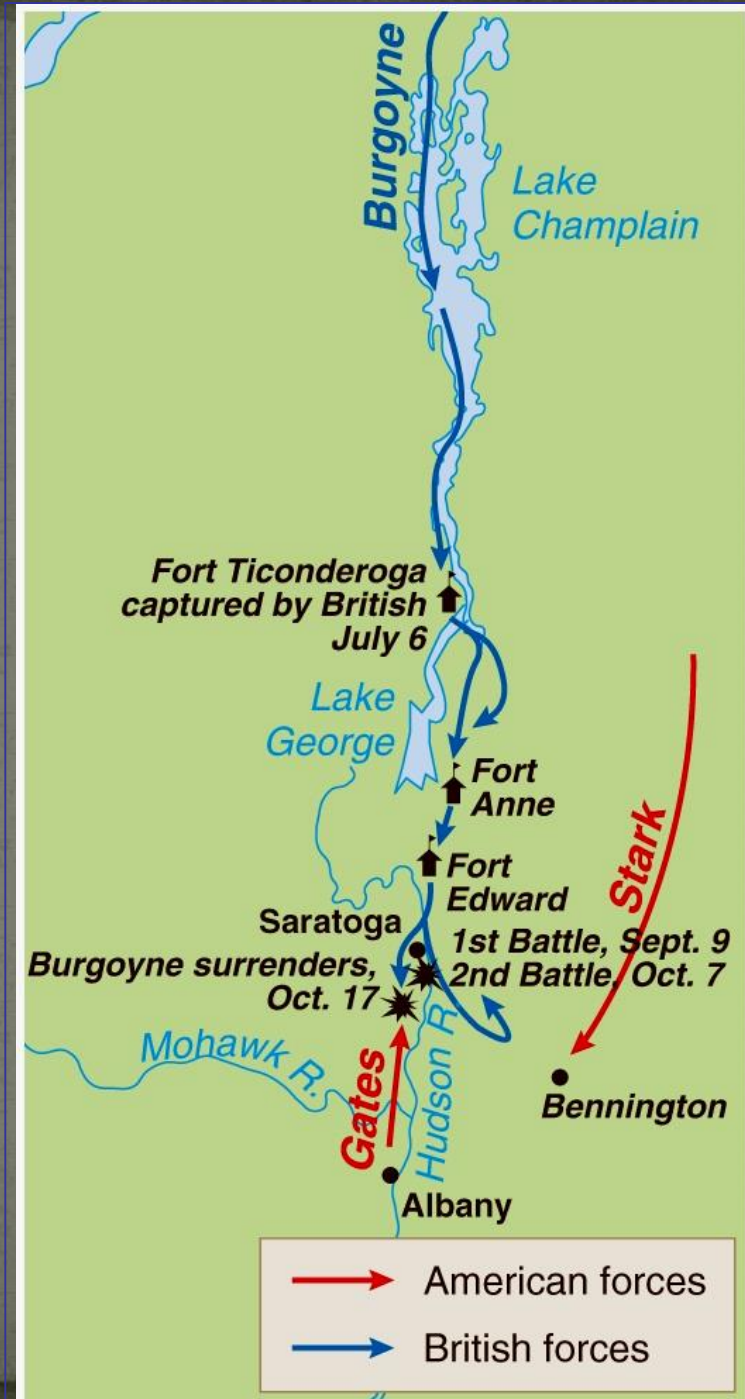 Burgoyne
Lake
Champlain
Fort Ticonderoga
captured by British
July 6
Lake
George
Fort
Anne
Stark
Fort
Edward
Saratoga
1st Battle, Sept. 9
2nd Battle, Oct. 7
Burgoyne surrenders,
Oct. 17
Mohawk R.
Gates
Hudson R.
Bennington
Albany
American forces
British forces